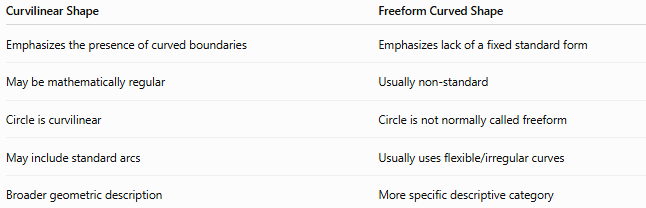 Curvilinear Shape Freeform Curved Shape
Emphasizes the presence of curved boundaries Emphasizes lack of a fixed standard form
May be mathematically regular Usually non-standard
Circle is curvilinear Circle is not normally called freeform
May include standard arcs Usually uses flexible/irregular curves
Broader geometric description More specific descriptive category